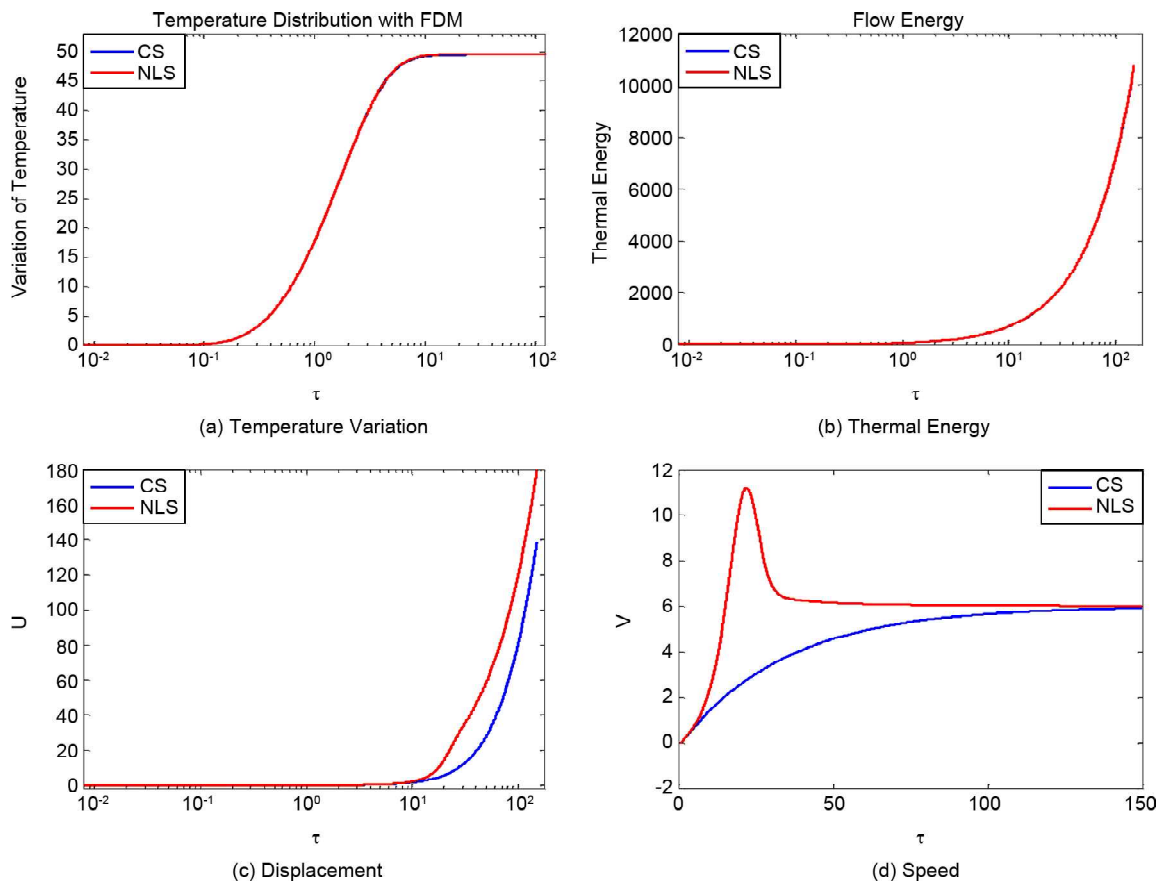 Temperature Distribution with FDM
CS
NLS
Variation of Temperature
50
45
40
35
30
25
20
15
10
5
0
10-2
10-1
100
101
102
τ
(a) Temperature Variation
Flow Energy
CS
NLS
Thermal Energy
12000
10000
8000
6000
4000
2000
0
10-2
10-1
100
101
102
τ
(b) Thermal Energy
CS
NLS
U
180
160
140
120
100
80
60
40
20
0
10-2
10-1
100
101
102
τ
(c) Displacement
CS
NLS
V
12
10
8
6
4
2
0
-2
0
50
100
150
τ
(d) Speed